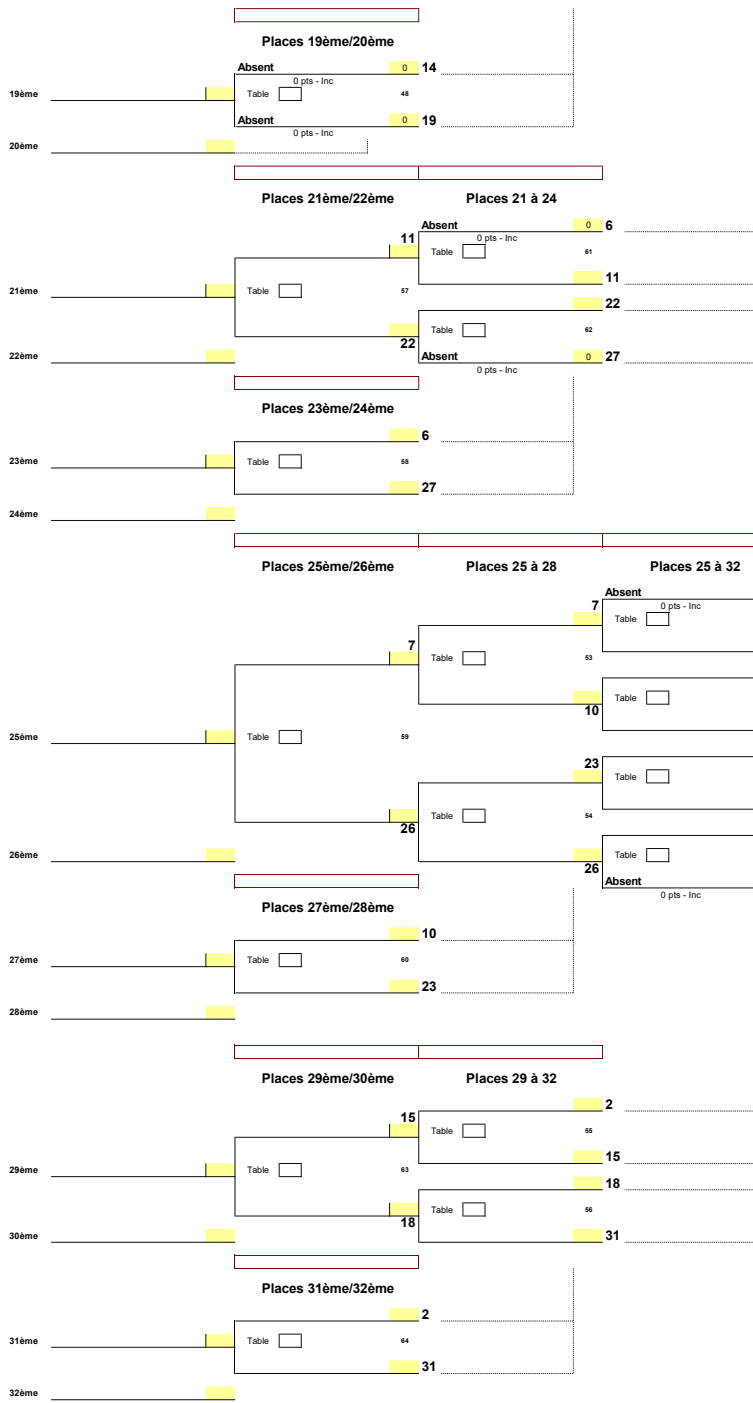 Places 19ème/20ème
Absent 0 14
0 pts - Inc
19ème Table 48
Absent 0 19
0 pts - Inc
20ème
Places 21ème/22ème Places 21 à 24
Absent 0 6
11 0 pts - Inc
Table 61
11
21ème Table 57
22
Table 62
22
22ème Absent 0 27
0 pts - Inc
Places 23ème/24ème
6
23ème Table 58
27
24ème
Places 25ème/26ème Places 25 à 28 Places 25 à 32
Absent
7 0 pts - Inc
Table
7
Table 53
Table
10
25ème Table 59
23
Table
Table 54
26
26ème Table
26
Absent
0 pts - Inc
Places 27ème/28ème
10
27ème Table 60
23
28ème
Places 29ème/30ème Places 29 à 32
2
15
Table 55
15
29ème Table 63
18
Table 56
18
30ème 31
Places 31ème/32ème
2
31ème Table 64
31
32ème